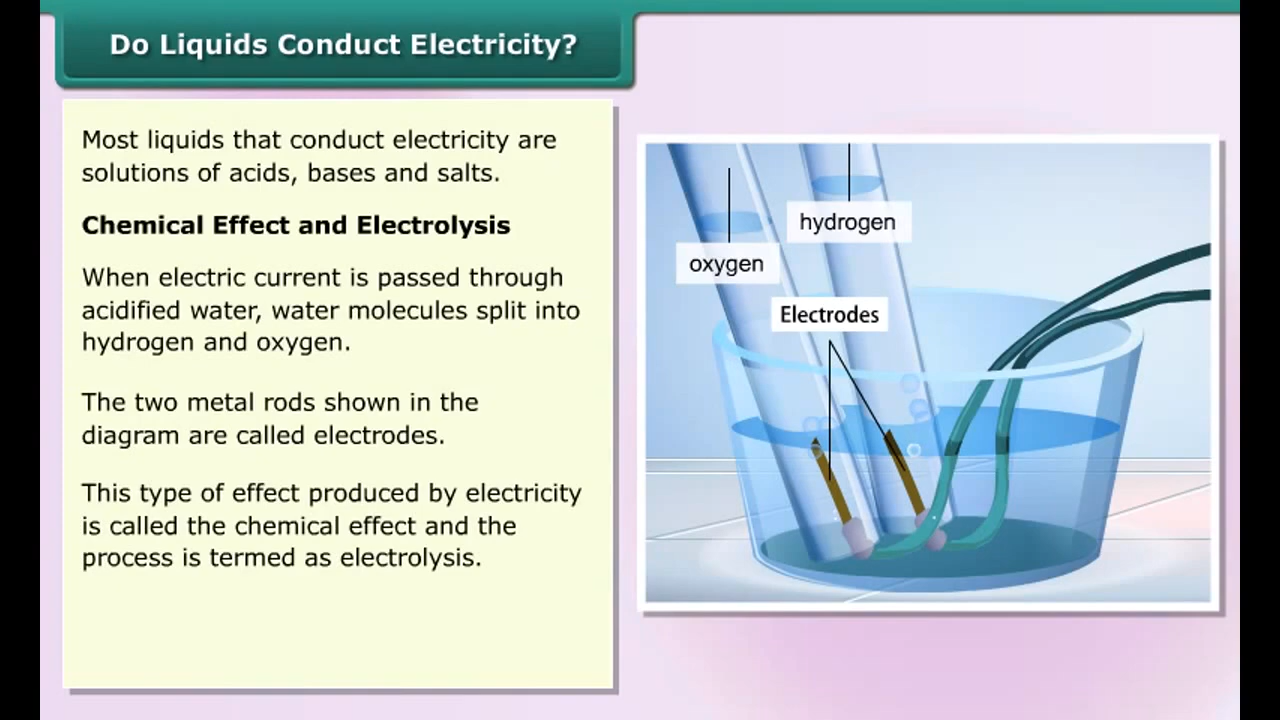 Do Liquids Conduct Electricity?
Most liquids that conduct electricity are
solutions of acids, bases and salts.
Chemical Effect and Electrolysis
When electric current is passed through
acidified water, water molecules split into
hydrogen and oxygen.
The two metal rods shown in the
diagram are called electrodes.
This type of effect produced by electricity
is called the chemical effect and the
process is termed as electrolysis.
hydrogen
oxygen
Electrodes